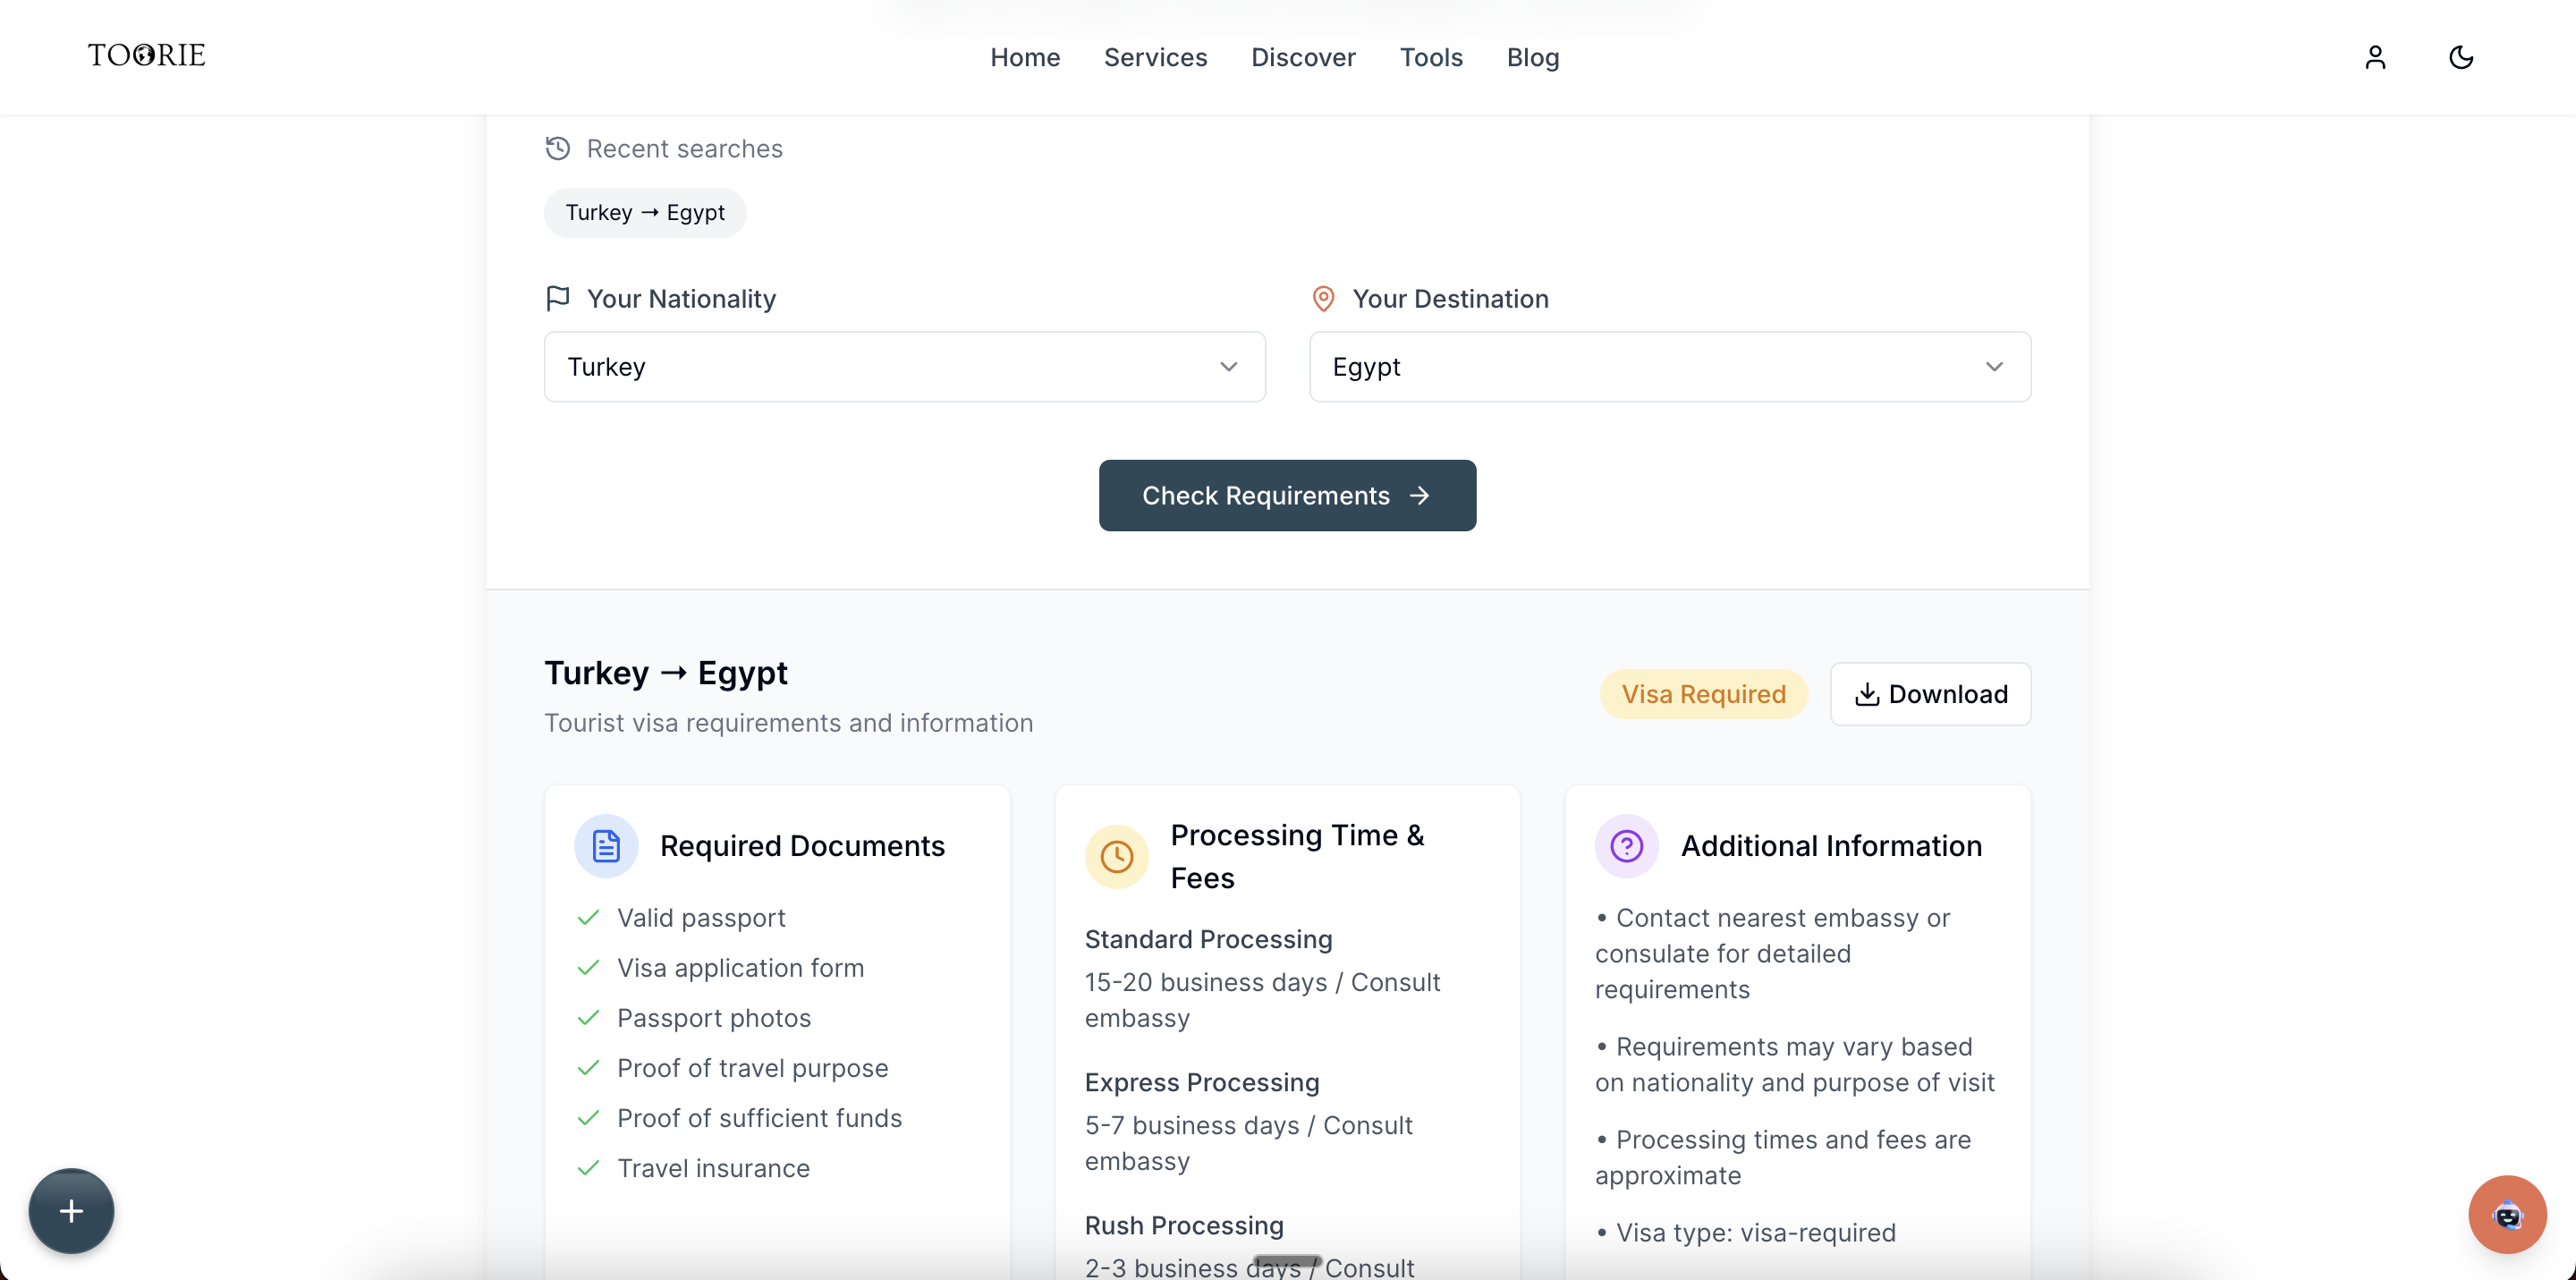 TOORIE
Home Services Discover Tools Blog
Recent searches
Turkey → Egypt
Your Nationality
Your Destination
Turkey
Egypt
Check Requirements →
Turkey → Egypt
Tourist visa requirements and information
Visa Required
Download
Required Documents
Valid passport
Visa application form
Passport photos
Proof of travel purpose
Proof of sufficient funds
Travel insurance
Processing Time &
Fees
Standard Processing
15-20 business days / Consult
embassy
Express Processing
5-7 business days / Consult
embassy
Rush Processing
2-3 business days / Consult
Additional Information
• Contact nearest embassy or
consulate for detailed
requirements
• Requirements may vary based
on nationality and purpose of visit
• Processing times and fees are
approximate
• Visa type: visa-required